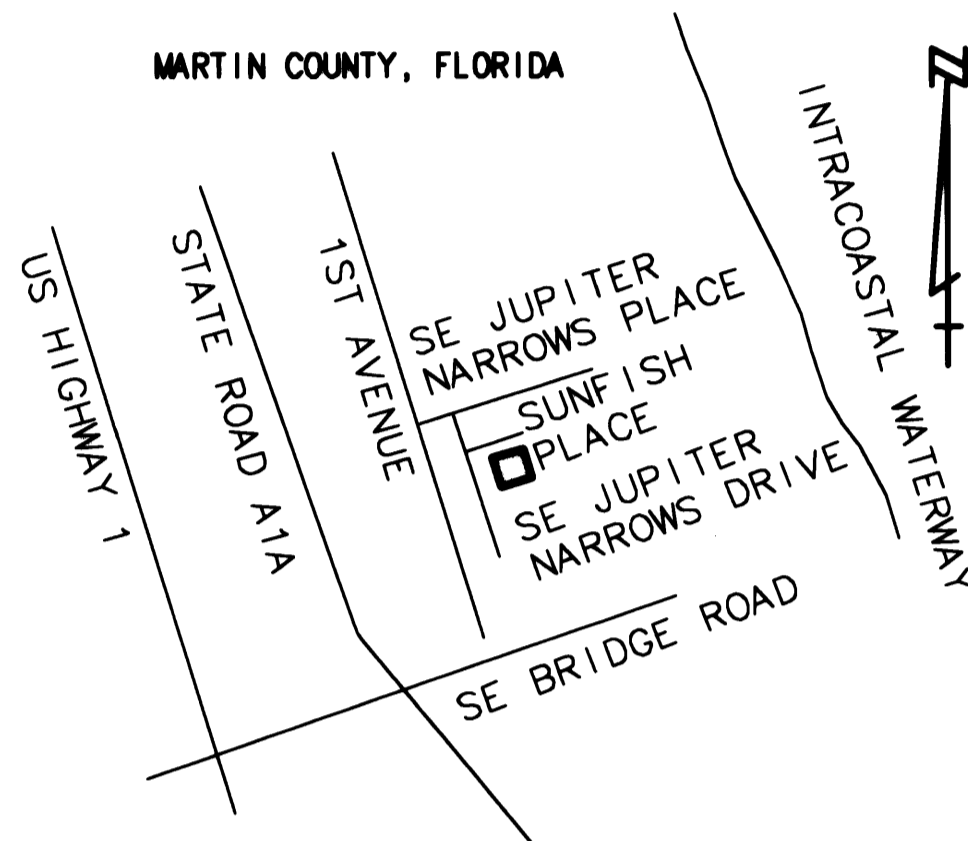 MARTIN COUNTY, FLORIDA
N
US HIGHWAY 1
STATE ROAD A1A
1ST AVENUE
SE JUPITER
NARROWS PLACE
SUNFISH
PLACE
SE JUPITER
NARROWS DRIVE
INTRACOASTAL WATERWAY
SE BRIDGE ROAD